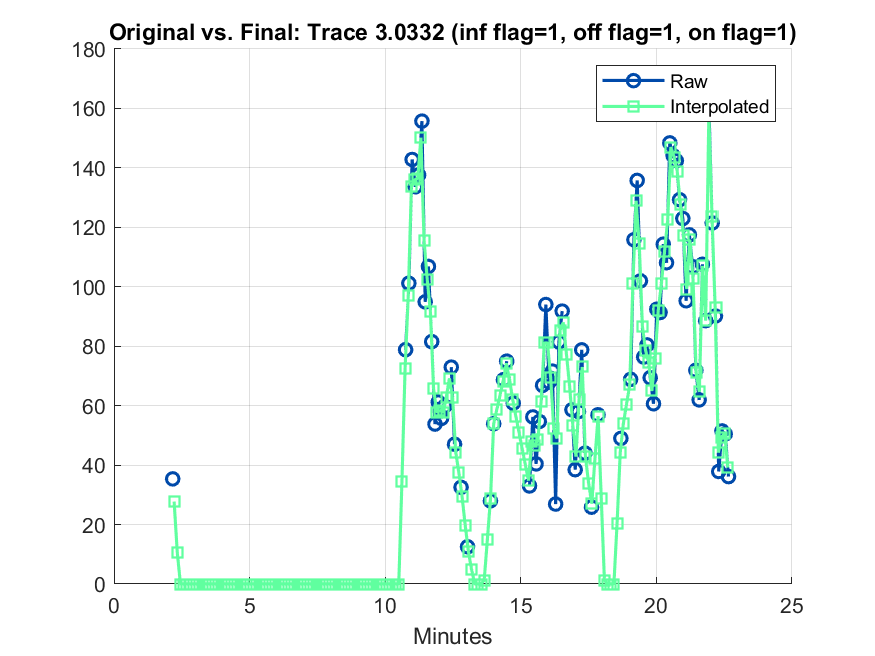 Original vs. Final: Trace 3.0332 (inf flag=1, off flag=1, on flag=1)
180
160
140
120
100
80
60
40
20
0
Raw
Interpolated
0 5 10 15 20 25
Minutes